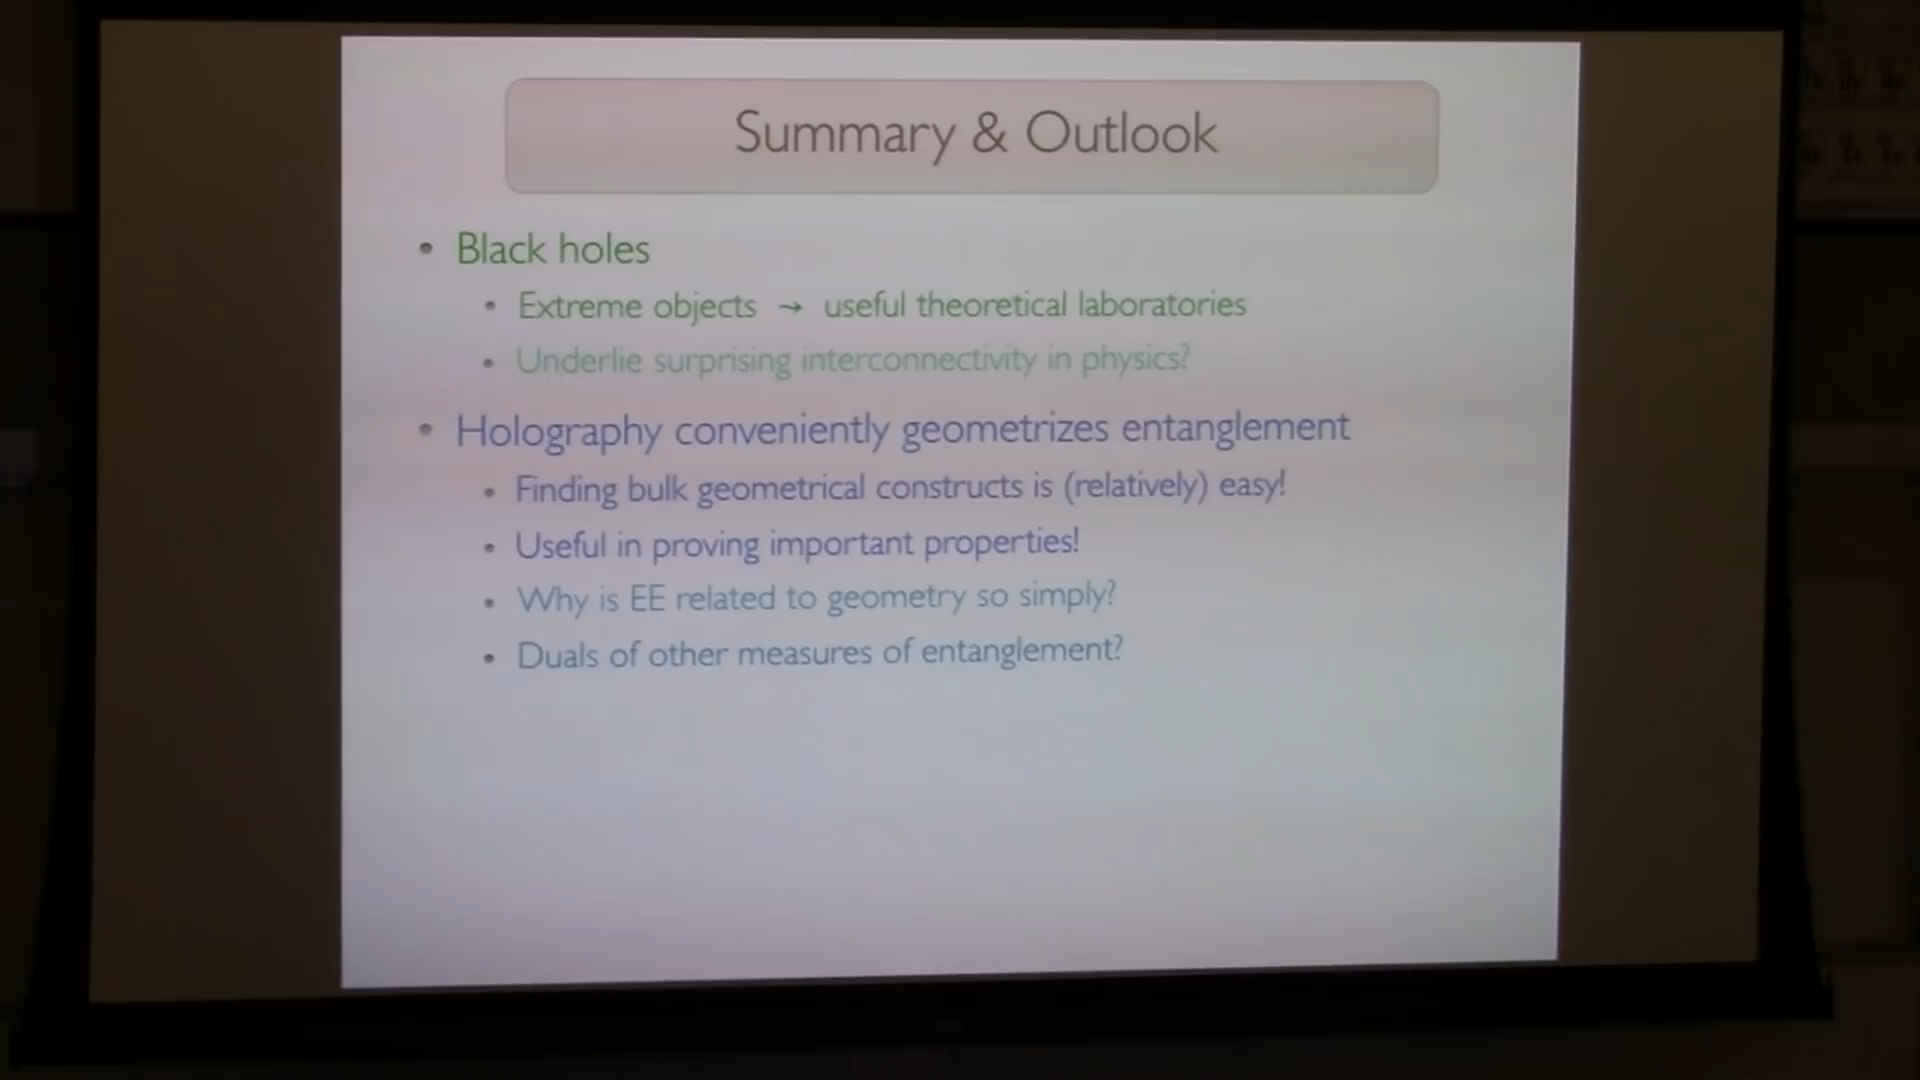 Summary & Outlook
• Black holes
• Extreme objects → useful theoretical laboratories
• Underlie surprising interconnectivity in physics?
• Holography conveniently geometrizes entanglement
• Finding bulk geometrical constructs is (relatively) easy!
• Useful in proving important properties!
• Why is EE related to geometry so simply?
• Duals of other measures of entanglement?